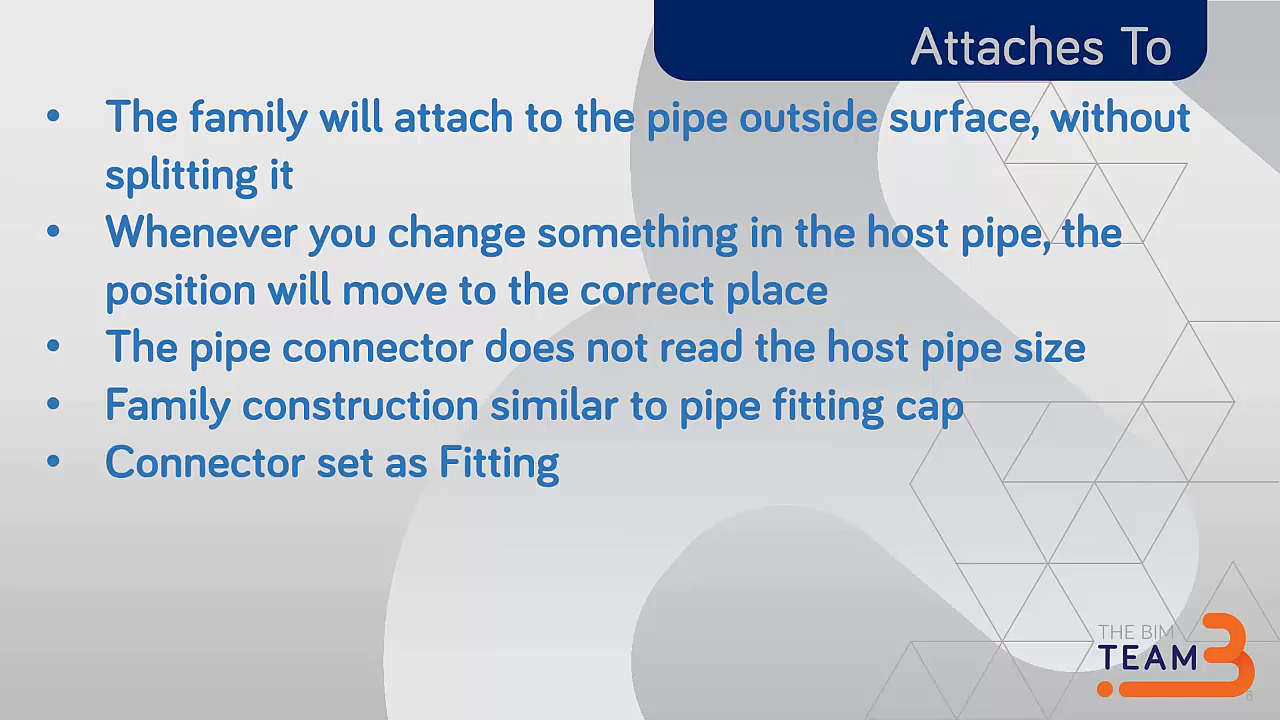 Attaches To
• The family will attach to the pipe outside surface, without
splitting it
• Whenever you change something in the host pipe, the
position will move to the correct place
• The pipe connector does not read the host pipe size
• Family construction similar to pipe fitting cap
• Connector set as Fitting
THE BIM
TEAM
6